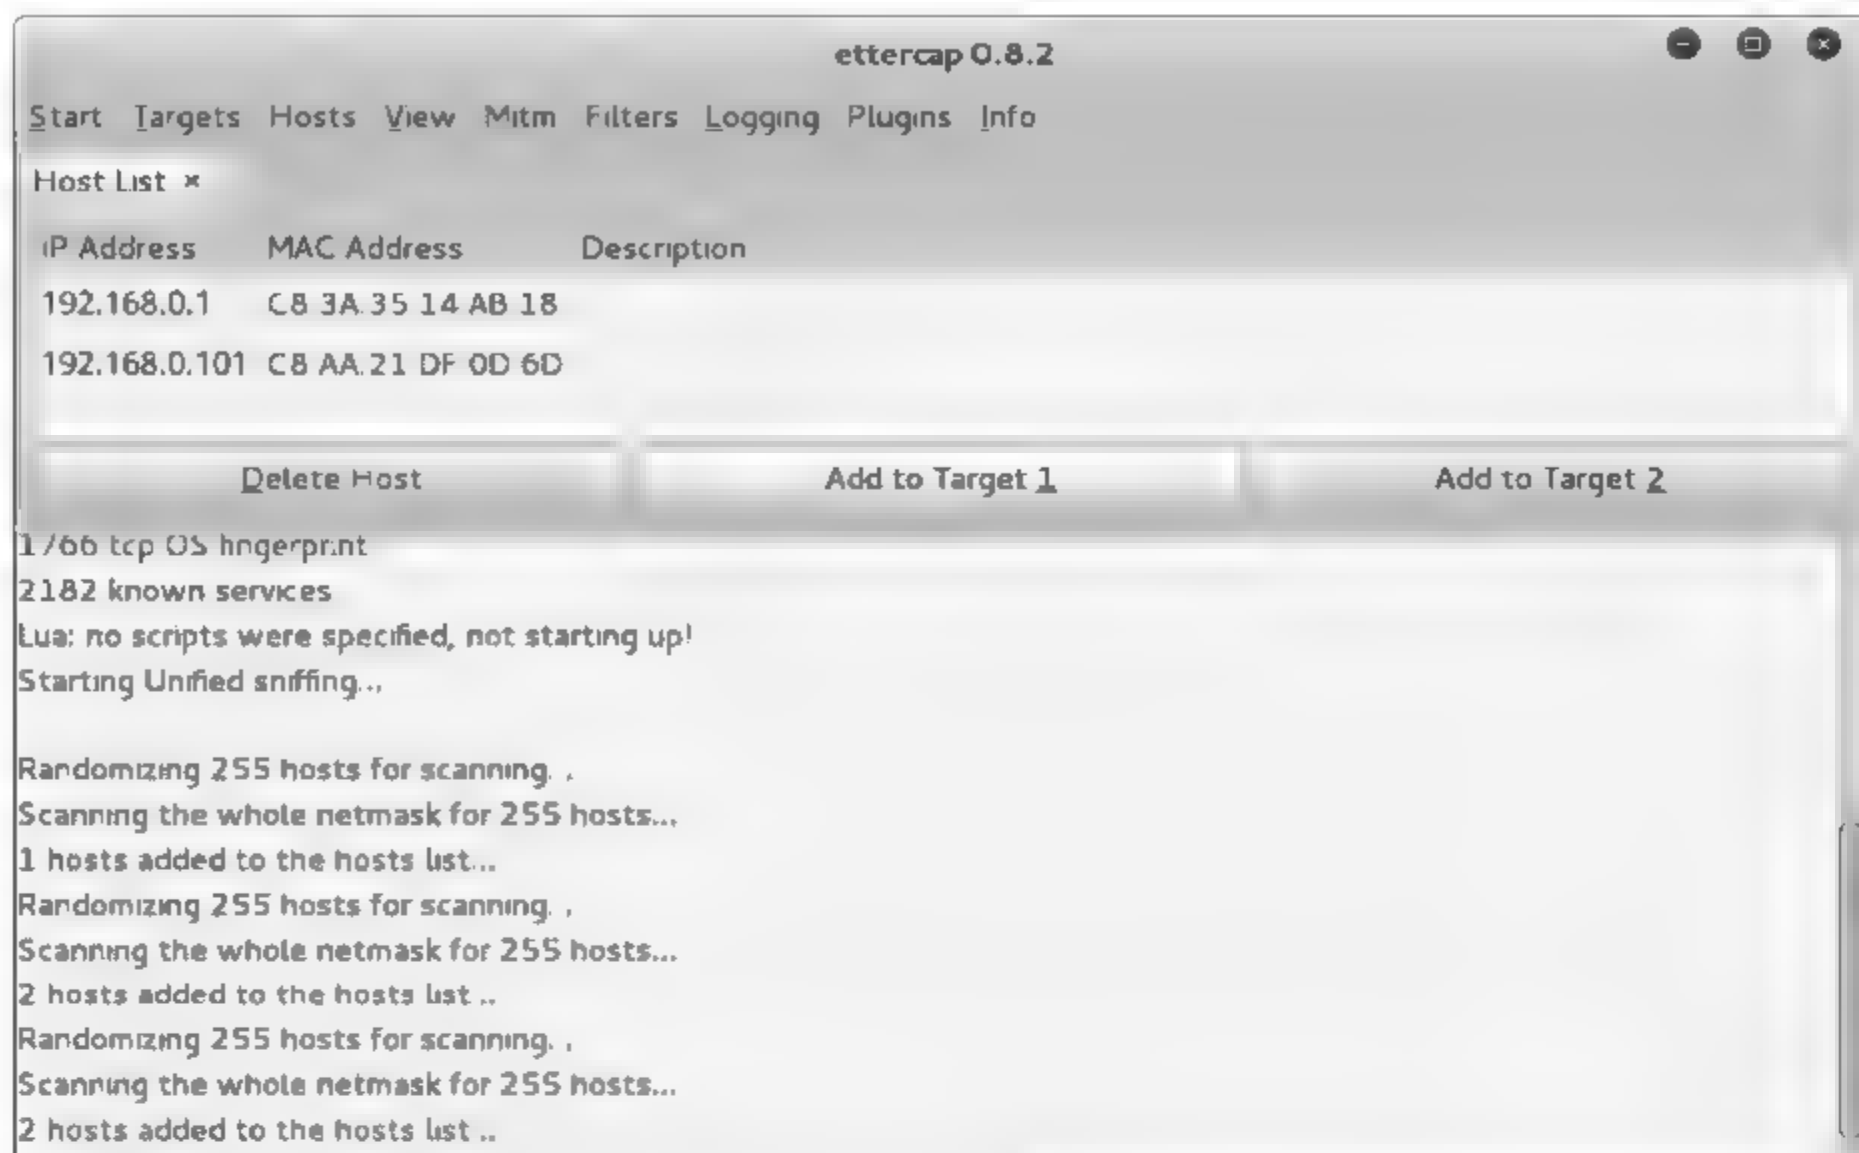 ettercap 0.8.2
Start Targets Hosts View Mitm Filters Logging Plugins Info
Host List ×
IP Address MAC Address Description
192.168.0.1 C8 3A 35 14 AB 18
192.168.0.101 C8 AA 21 DF 0D 6D
Delete Host Add to Target 1 Add to Target 2
1766 tcp OS fingerprint
2182 known services
Lua: no scripts were specified, not starting up!
Starting Unified sniffing...
Randomizing 255 hosts for scanning...
Scanning the whole netmask for 255 hosts...
1 hosts added to the hosts list...
Randomizing 255 hosts for scanning...
Scanning the whole netmask for 255 hosts...
2 hosts added to the hosts list...
Randomizing 255 hosts for scanning...
Scanning the whole netmask for 255 hosts...
2 hosts added to the hosts list...